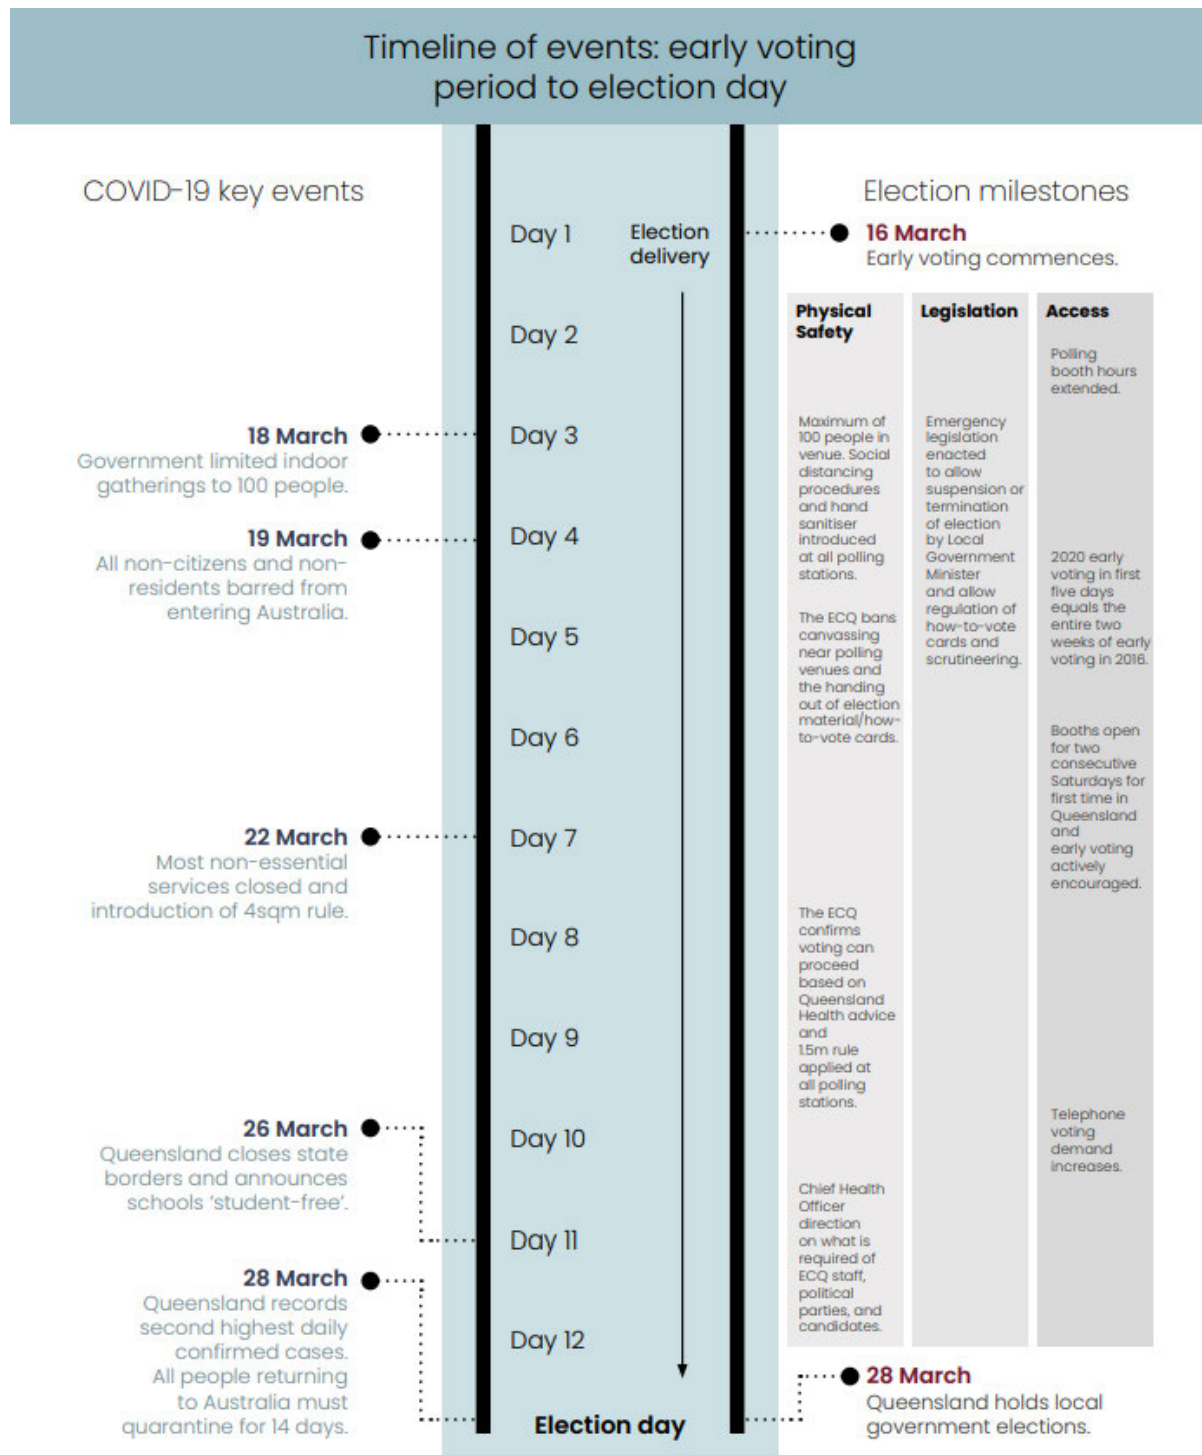 Timeline of events: early voting
period to election day
COVID-19 key events
18 March
Government limited indoor
gatherings to 100 people.
19 March
All non-citizens and non-
residents barred from
entering Australia.
22 March
Most non-essential
services closed and
introduction of 4sqm rule.
26 March
Queensland closes state
borders and announces
schools ‘student-free’.
28 March
Queensland records
second highest daily
confirmed cases.
All people returning
to Australia must
quarantine for 14 days.
Day 1
Day 2
Day 3
Day 4
Day 5
Day 6
Day 7
Day 8
Day 9
Day 10
Day 11
Day 12
Election day
Election
delivery
Election milestones
16 March
Early voting commences.
Physical
Safety
Maximum of
100 people in
venue. Social
distancing
procedures
and hand
sanitiser
introduced
at all polling
stations.
The ECQ bans
canvassing
near polling
venues and
the handing
out of election
material/how-
to-vote cards.
The ECQ
confirms
voting can
proceed
based on
Queensland
Health advice
and
1.5m rule
applied at
all polling
stations.
Chief Health
Officer
direction
on what is
required of
ECQ staff,
political
parties, and
candidates.
Legislation
Emergency
legislation
enacted
to allow
suspension or
termination
of election
by Local
Government
Minister
and allow
regulation of
how-to-vote
cards and
scrutineering.
Access
Polling
booth hours
extended.
2020 early
voting in first
five days
equals the
entire two
weeks of early
voting in 2016.
Booths open
for two
consecutive
Saturdays for
first time in
Queensland
and
early voting
actively
encouraged.
Telephone
voting
demand
increases.
28 March
Queensland holds local
government elections.